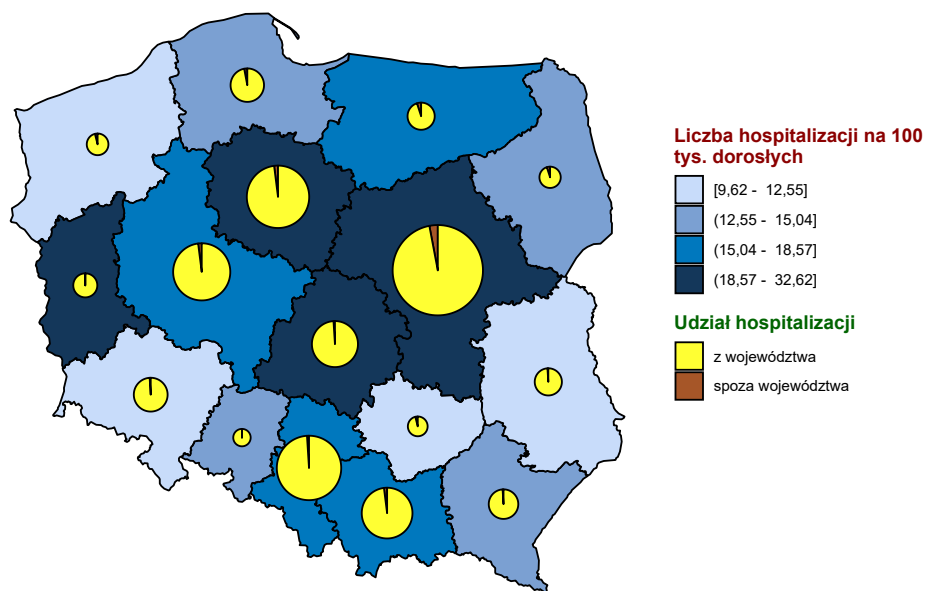 Liczba hospitalizacji na 100
tys. dorosłych
[9,62 - 12,55]
(12,55 - 15,04]
(15,04 - 18,57]
(18,57 - 32,62]
Udział hospitalizacji
z województwa
spoza województwa